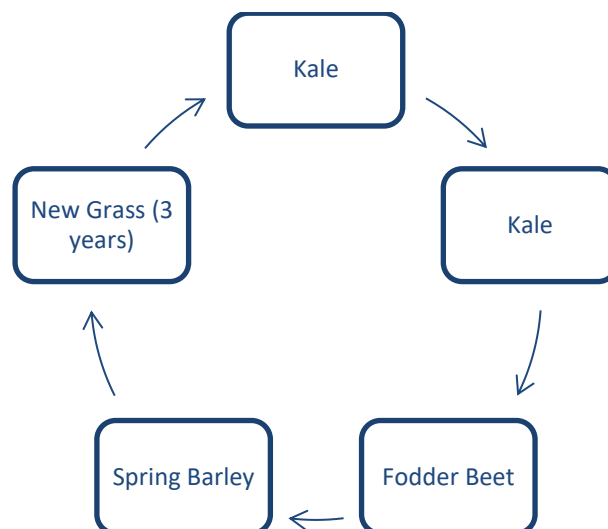 Kale
Kale
Fodder Beet
Spring Barley
New Grass (3
years)